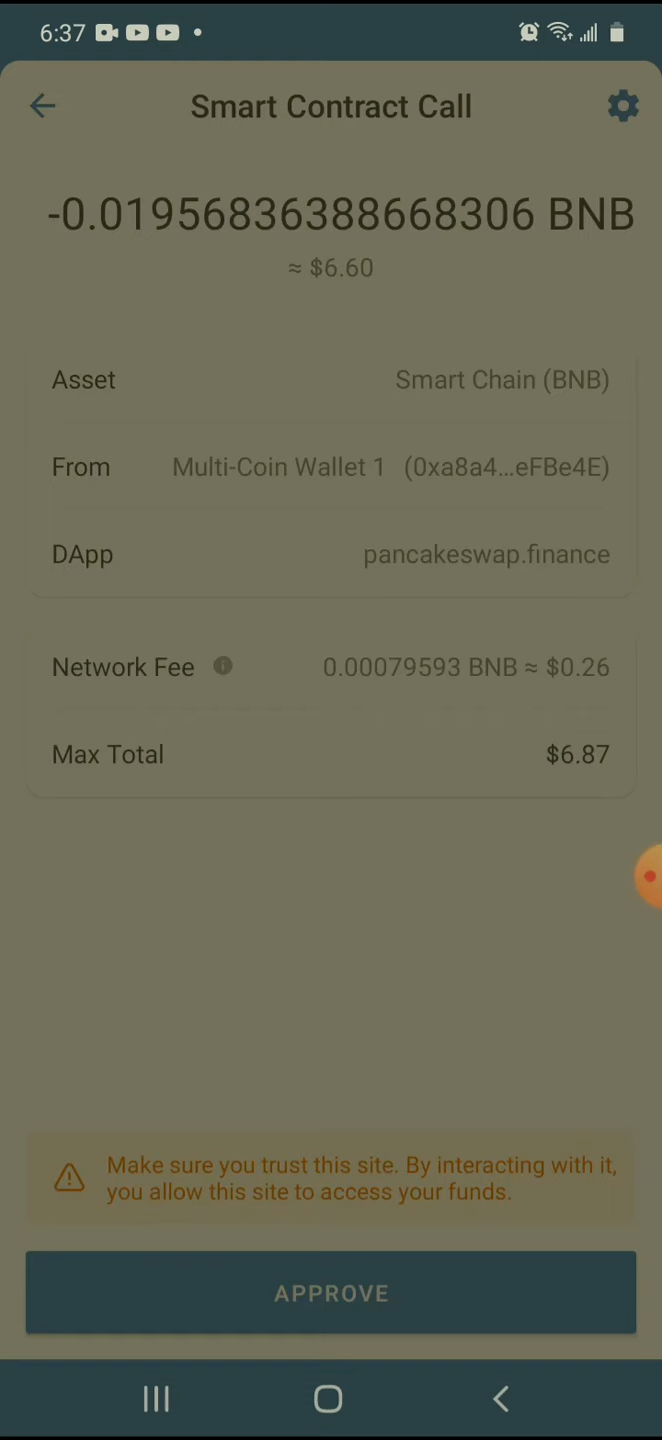 6:37
Smart Contract Call
-0.01956836388668306 BNB
≈ $6.60
Asset Smart Chain (BNB)
From Multi-Coin Wallet 1 (0xa8a4...eFBe4E)
DApp pancakeswap.finance
Network Fee 0.00079593 BNB ≈ $0.26
Max Total $6.87
Make sure you trust this site. By interacting with it,
you allow this site to access your funds.
APPROVE